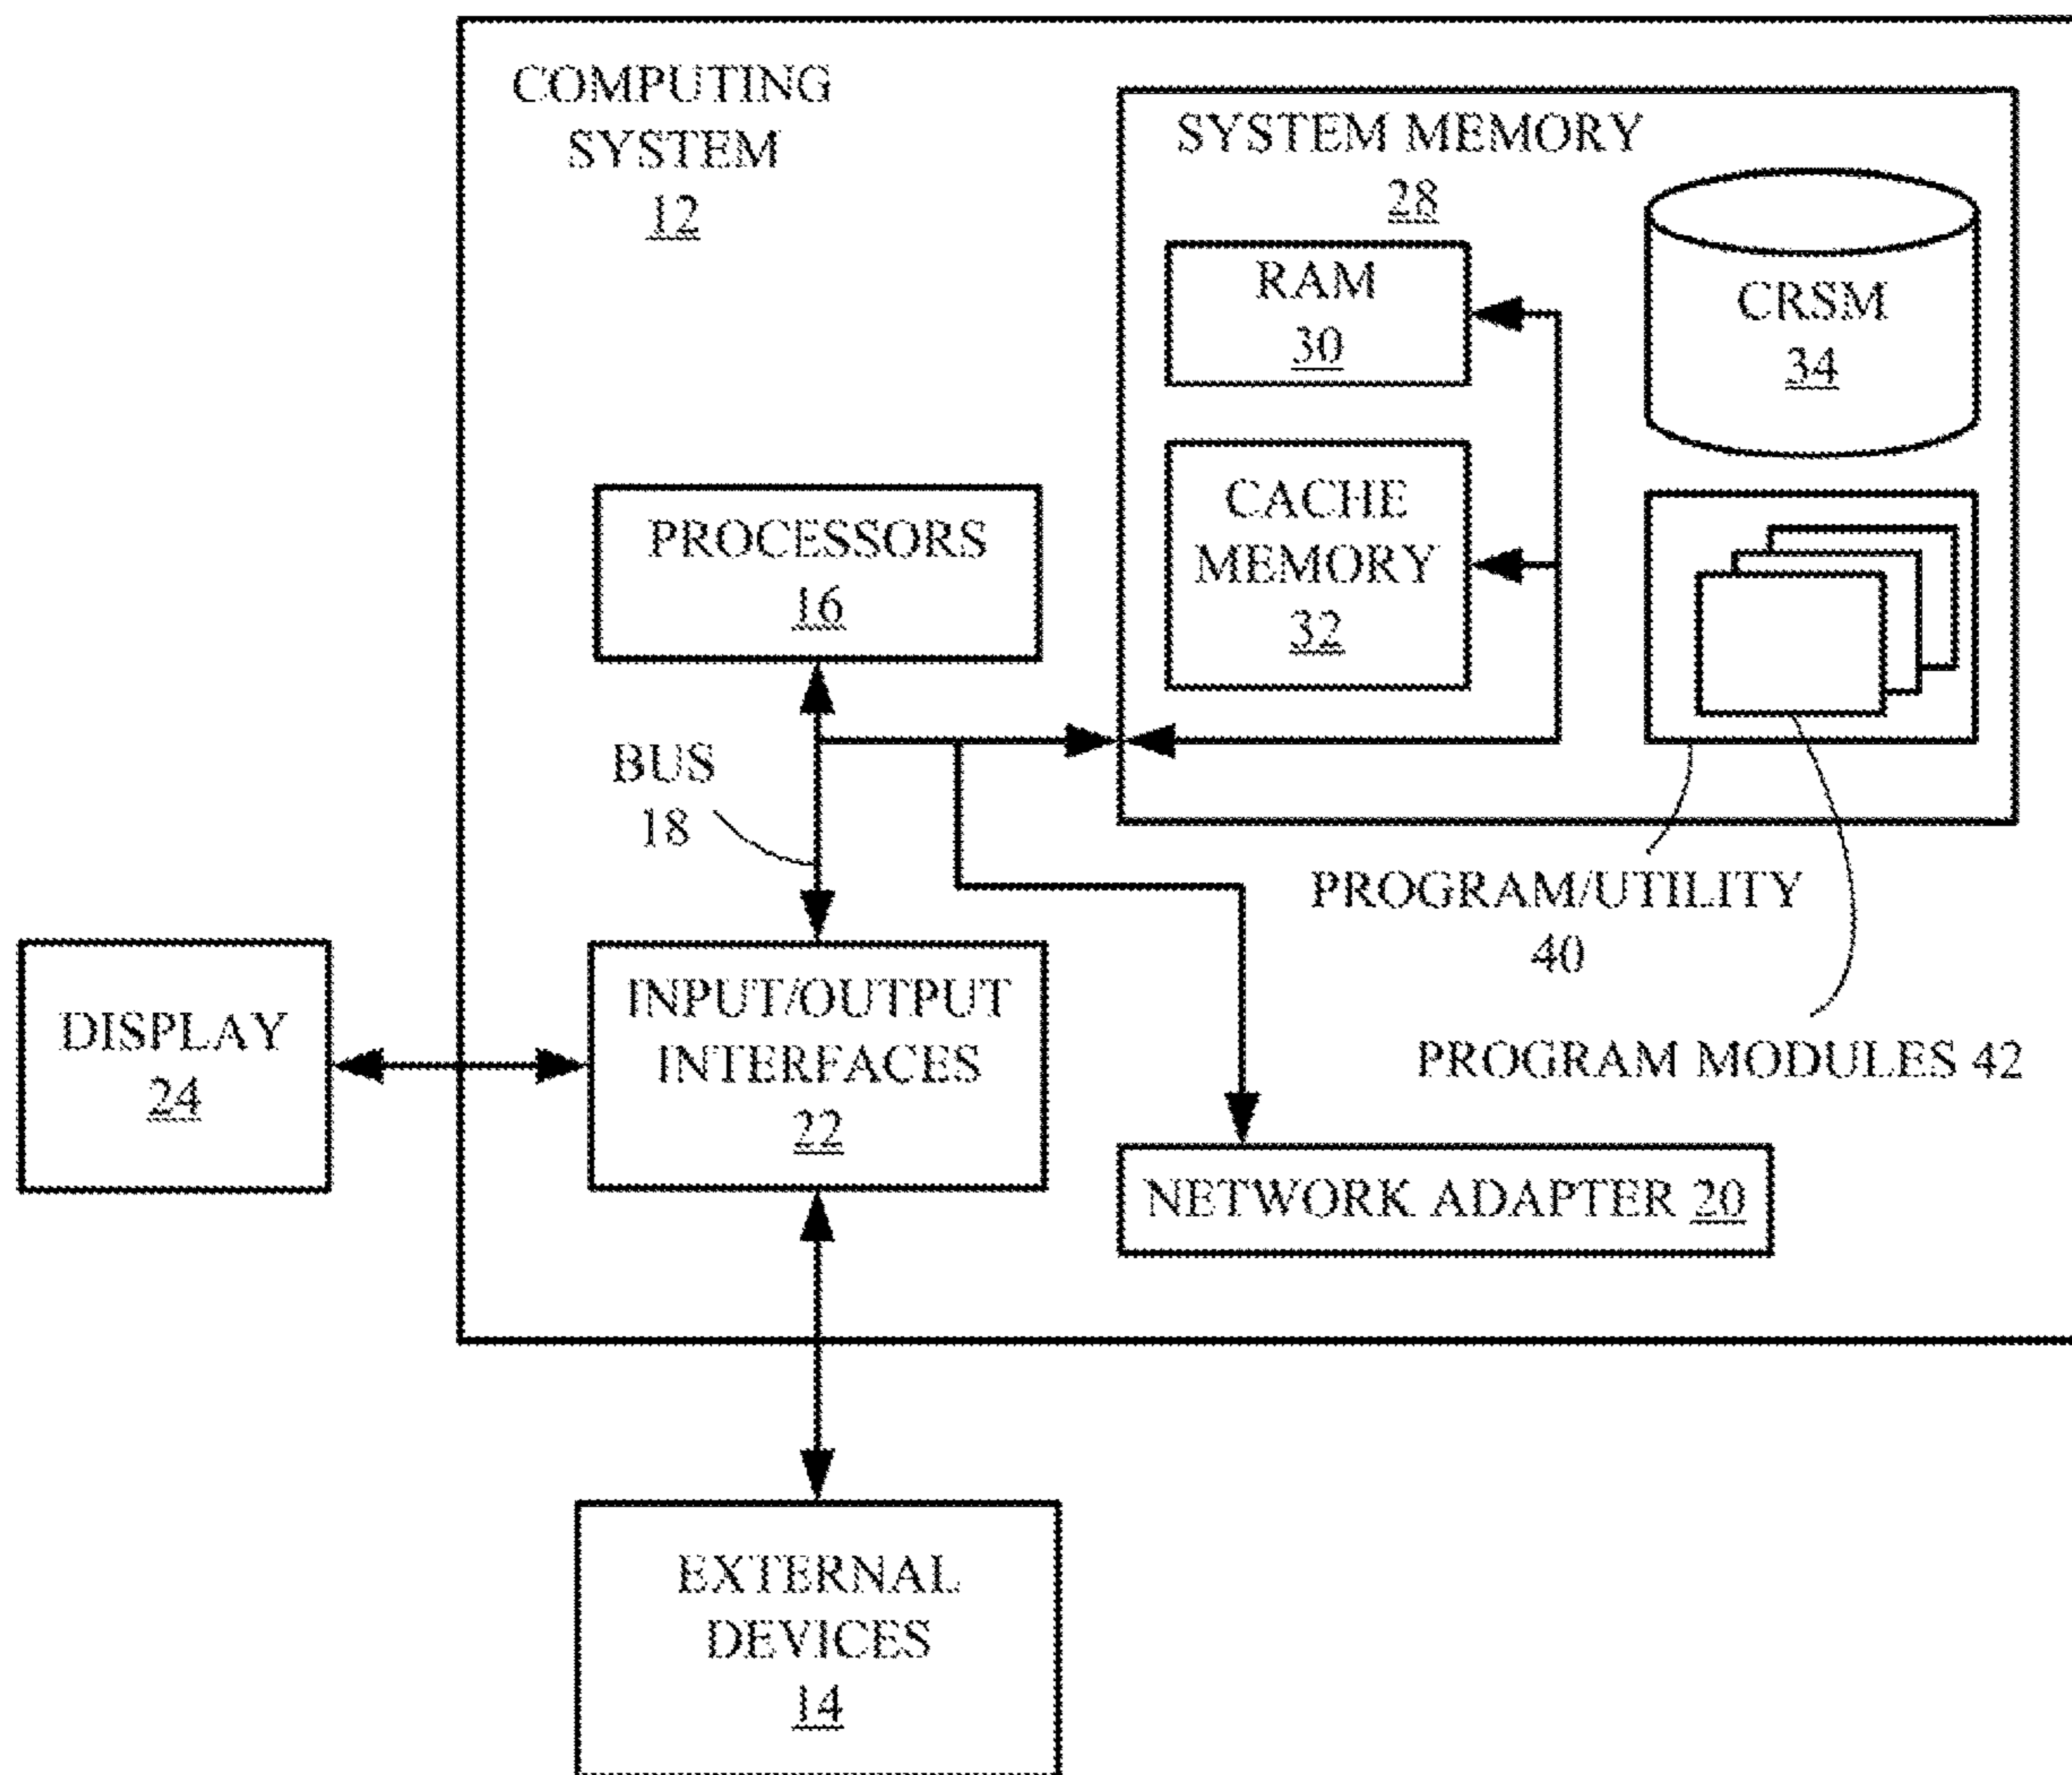 COMPUTING
SYSTEM
12
SYSTEM MEMORY
28
RAM
30
CRSM
34
CACHE
MEMORY
32
PROCESSORS
16
BUS
18
PROGRAM/UTILITY
40
PROGRAM MODULES 42
INPUT/OUTPUT
INTERFACES
22
DISPLAY
24
NETWORK ADAPTER 20
EXTERNAL
DEVICES
14